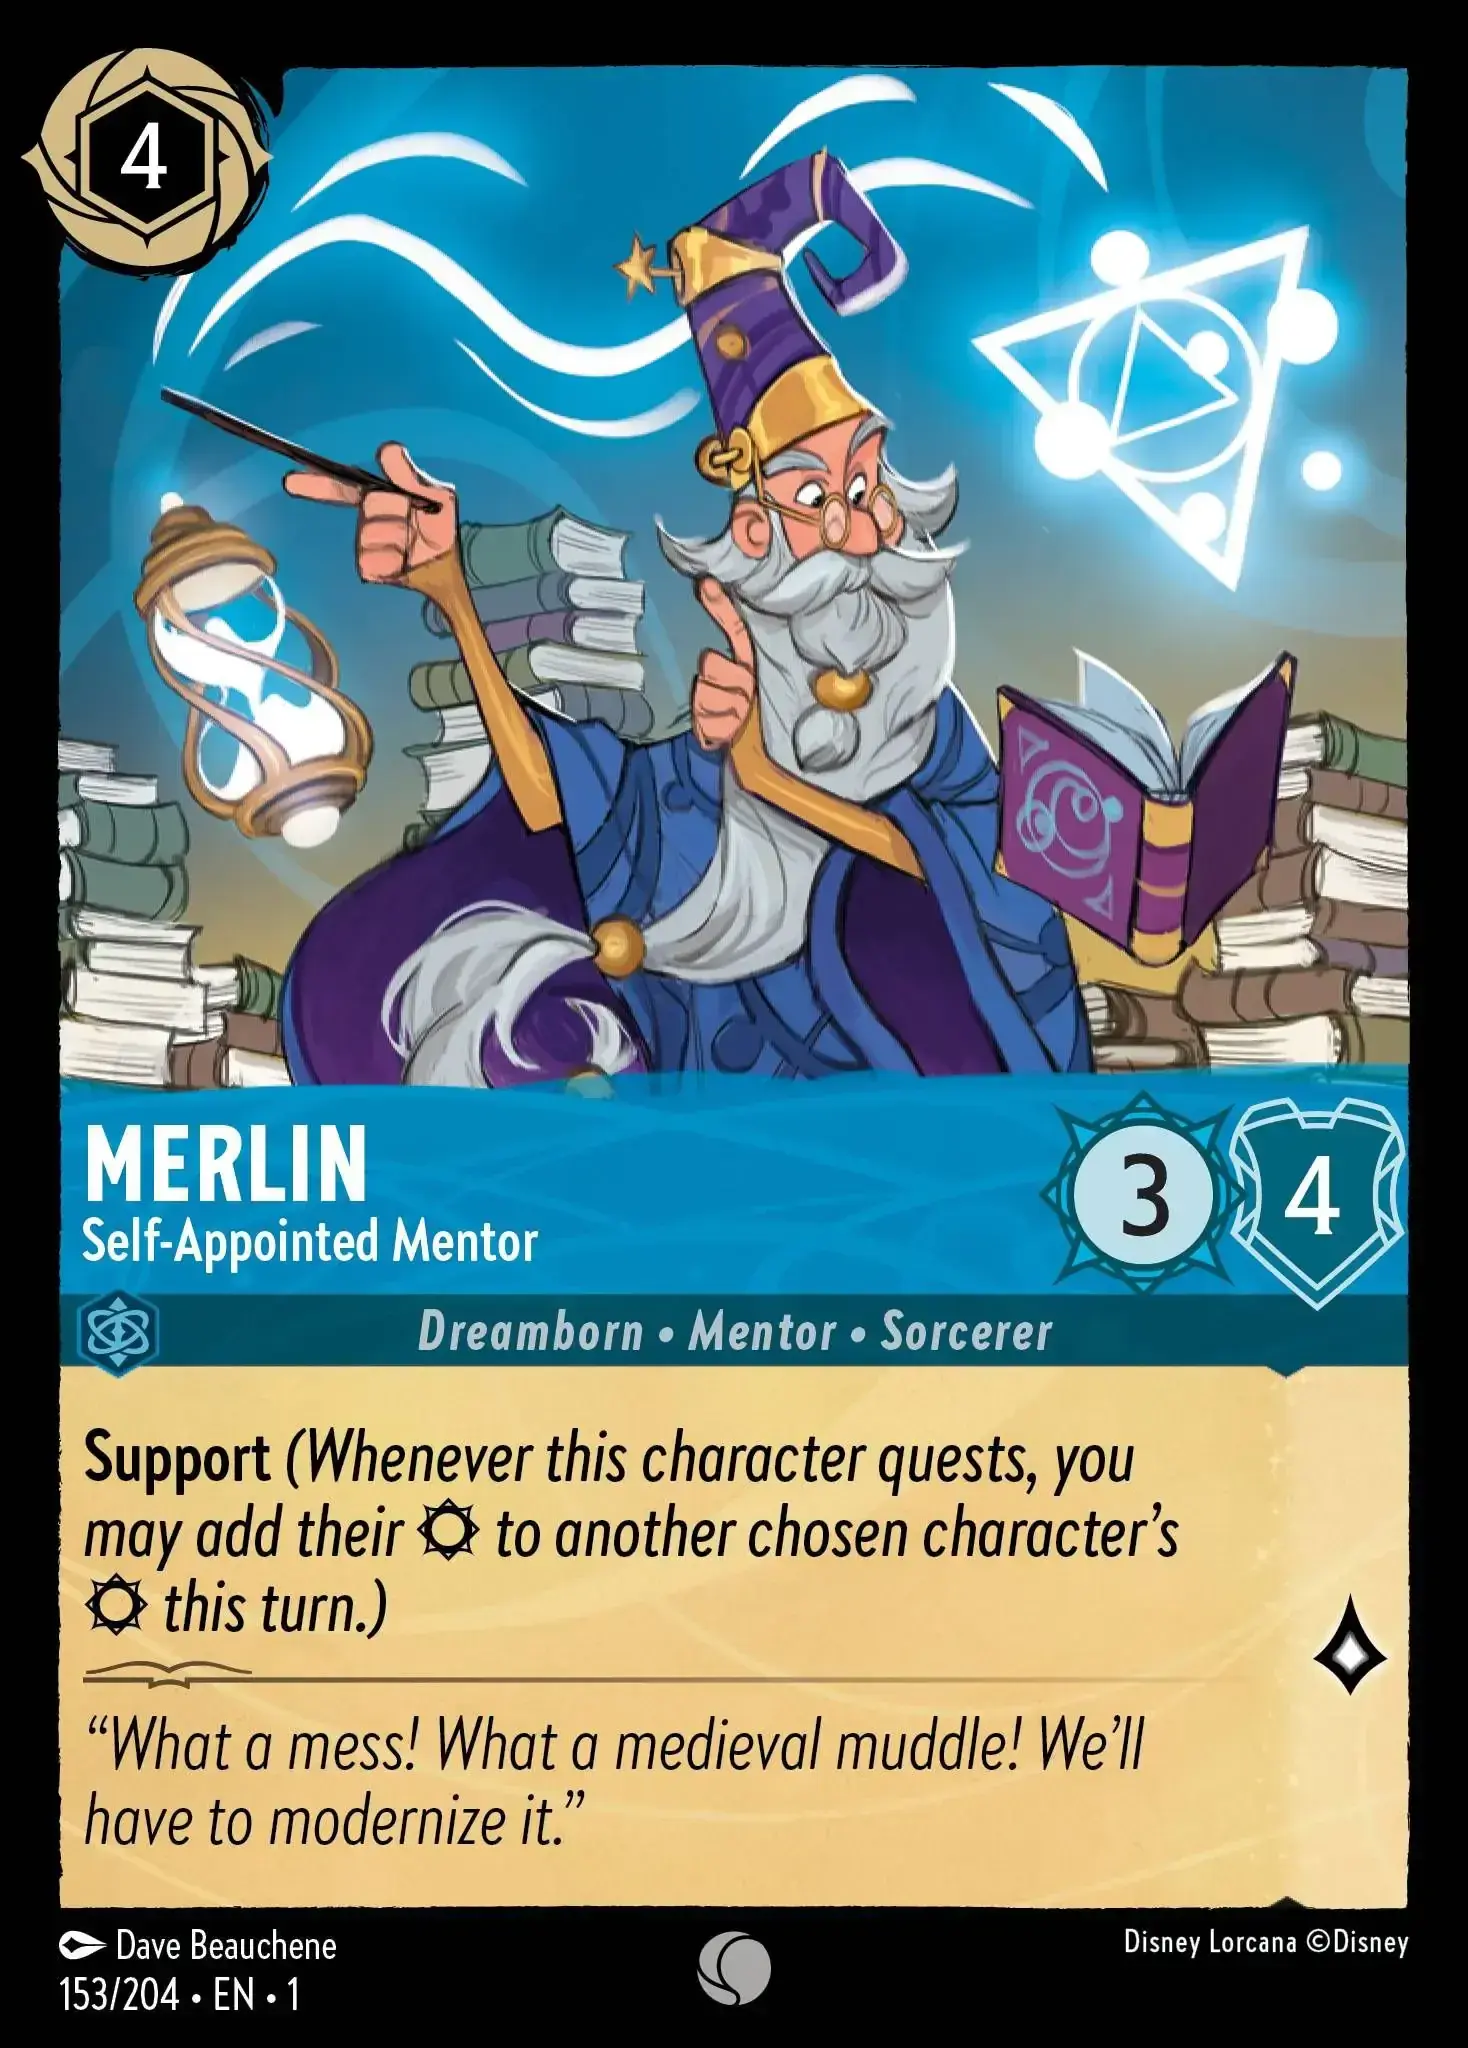 4
MERLIN
Self-Appointed Mentor
3
4
Dreamborn • Mentor • Sorcerer
Support (Whenever this character quests, you
may add their to another chosen character’s
this turn.)
“What a mess! What a medieval muddle! We’ll
have to modernize it.”
Dave Beauchene
Disney Lorcana ©Disney
153/204 • EN • 1